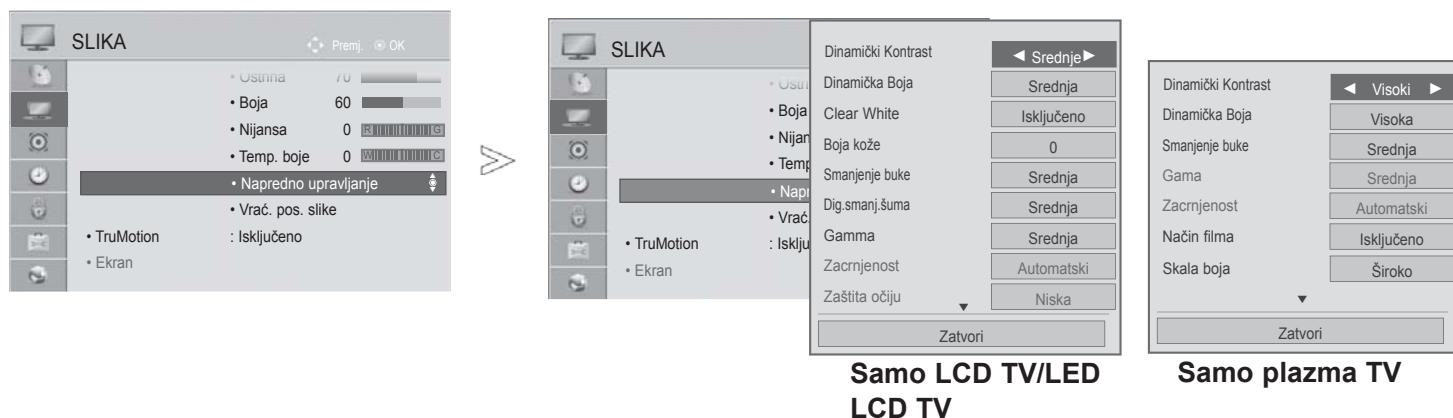 SLIKA Premj. OK
• Oštrina 70
• Boja 60
• Nijansa 0 R G
• Temp. boje 0 W C
• Napredno upravljanje
• Vrać. pos. slike
• TruMotion : Isključeno
• Ekran
SLIKA
• Oštri
• Boja
• Nijan
• Temp
• Napr
• Vrać.
• TruMotion : Isklju
• Ekran
Dinamički Kontrast ◄ Srednje►
Dinamička Boja Srednja
Clear White Isključeno
Boja kože 0
Smanjenje buke Srednja
Dig.smanj.šuma Srednja
Gamma Srednja
Zacrnjenost Automatski
Zaštita očiju Niska
Zatvori
Samo LCD TV/LED
LCD TV
Dinamički Kontrast ◄ Visoki ►
Dinamička Boja Visoka
Smanjenje buke Srednja
Gama Srednja
Zacrnjenost Automatski
Način filma Isključeno
Skala boja Široko
Zatvori
Samo plazma TV